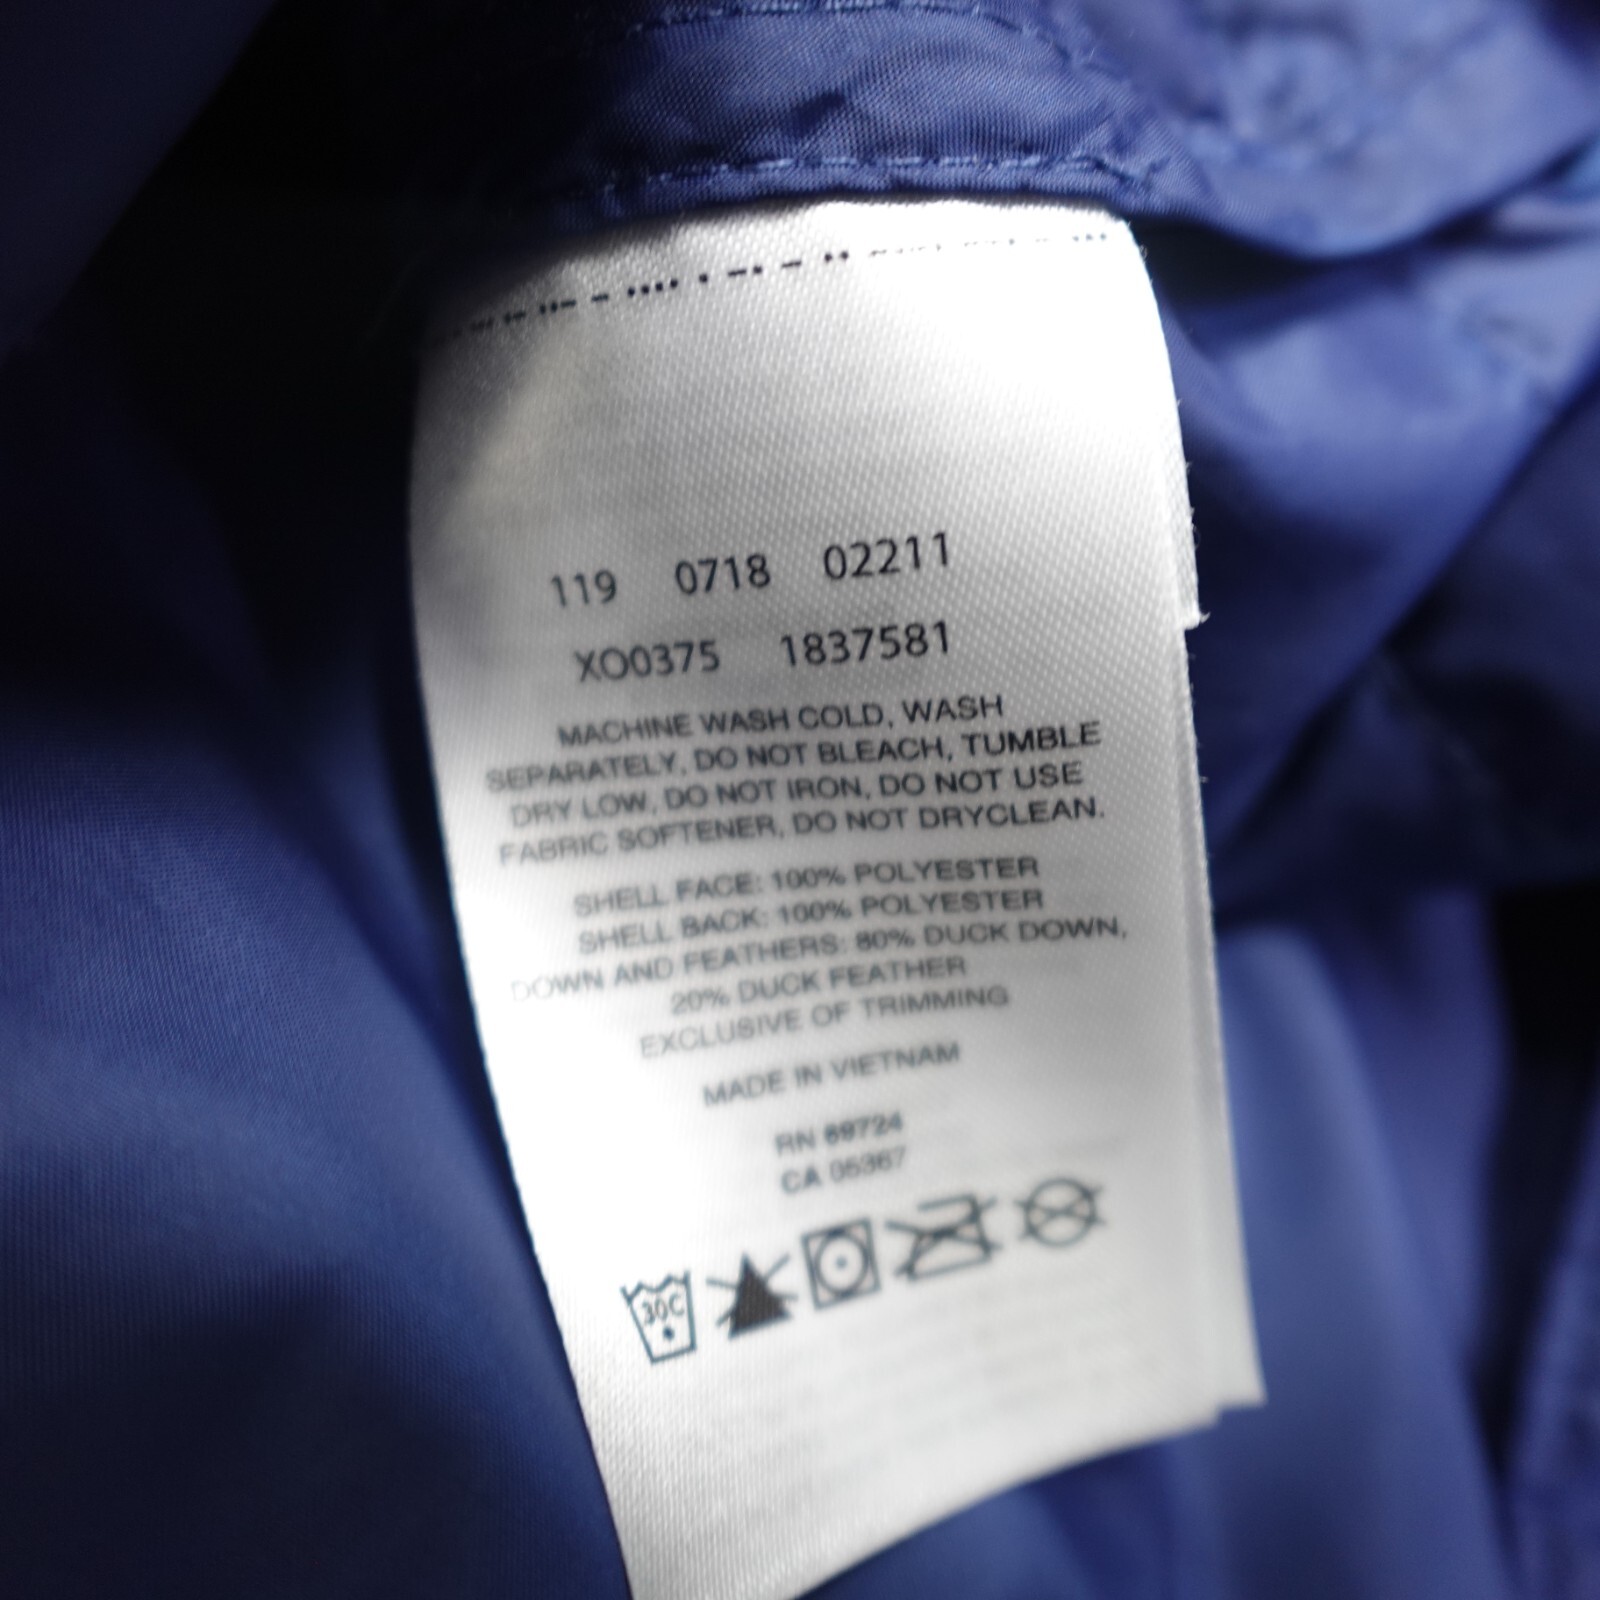 119 0718 02211
XO0375 1837581
MACHINE WASH COLD, WASH
SEPARATELY, DO NOT BLEACH, TUMBLE
DRY LOW, DO NOT IRON, DO NOT USE
FABRIC SOFTENER, DO NOT DRYCLEAN.
SHELL FACE: 100% POLYESTER
SHELL BACK: 100% POLYESTER
DOWN AND FEATHERS: 80% DUCK DOWN,
20% DUCK FEATHER
EXCLUSIVE OF TRIMMING
MADE IN VIETNAM
RN 69724
CA 05367
30C